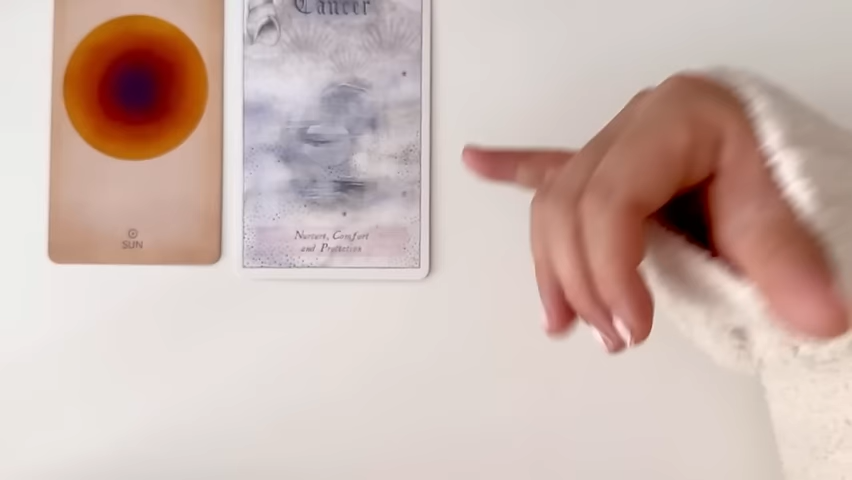 Cancer
☉
SUN
Nurture, Comfort
and Protection